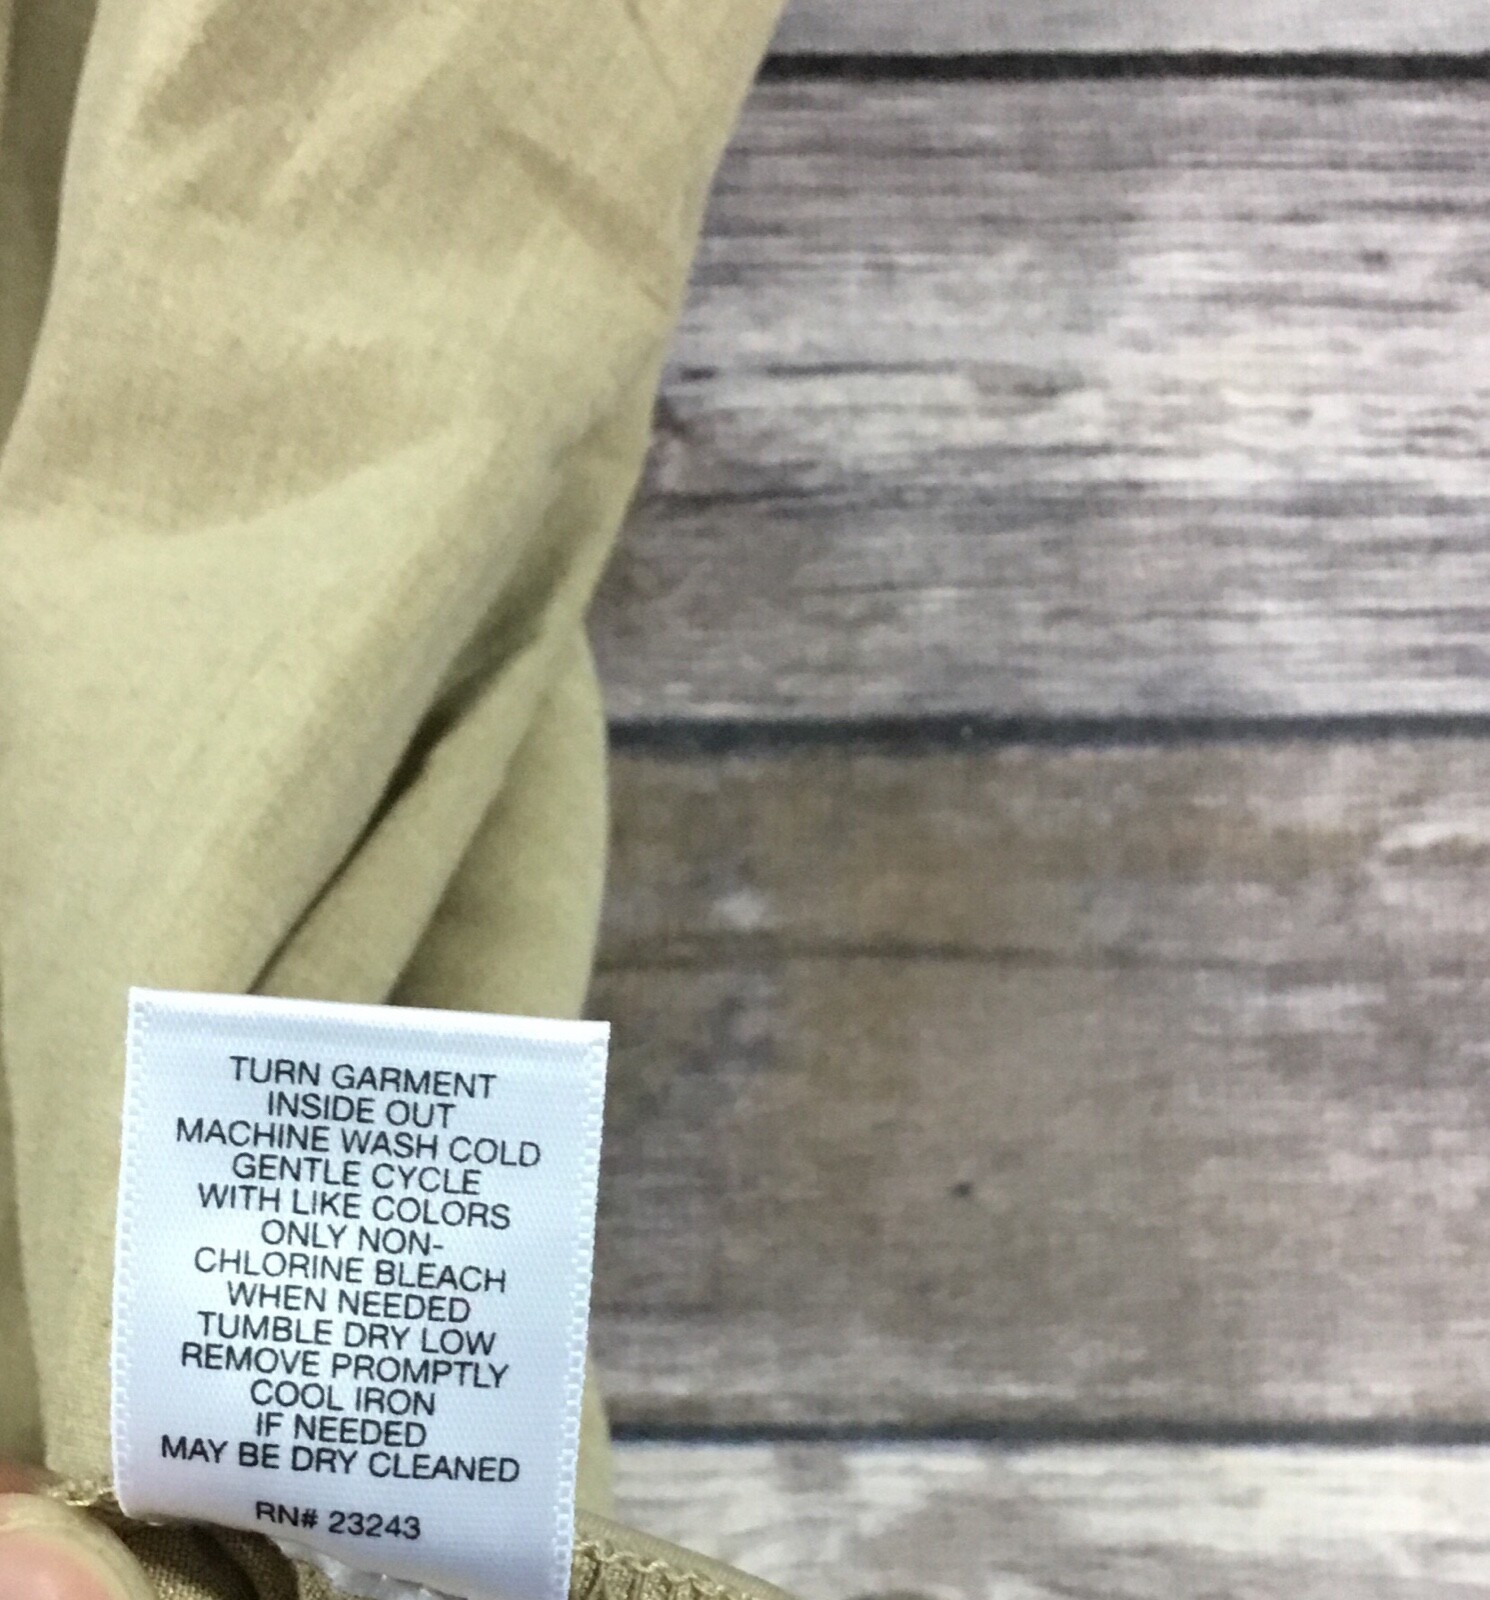 TURN GARMENT
INSIDE OUT
MACHINE WASH COLD
GENTLE CYCLE
WITH LIKE COLORS
ONLY NON-
CHLORINE BLEACH
WHEN NEEDED
TUMBLE DRY LOW
REMOVE PROMPTLY
COOL IRON
IF NEEDED
MAY BE DRY CLEANED
RN# 23243